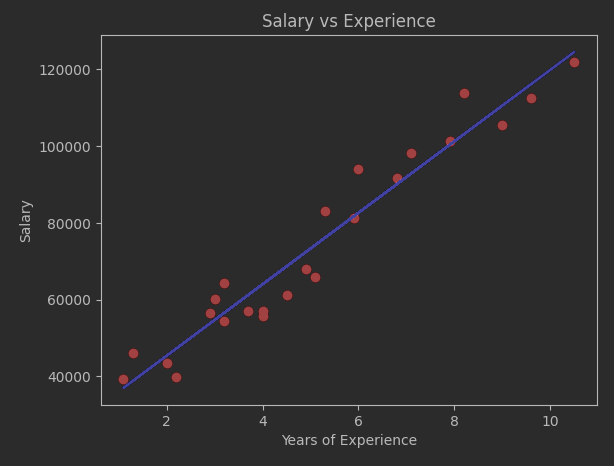 Salary vs Experience
120000
100000
80000
60000
40000
Salary
2 4 6 8 10
Years of Experience